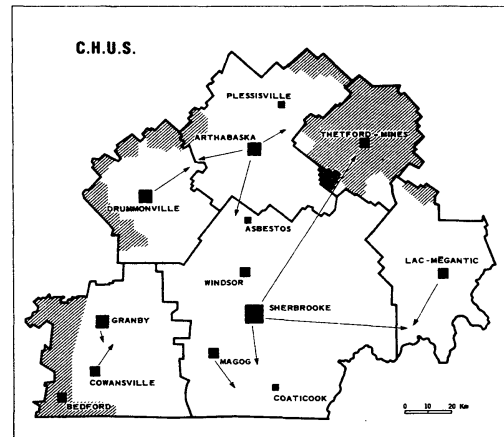 C.H.U.S.
PLESSISVILLE
ARTHABASKA
THETFORD-MINES
DRUMMONVILLE
ASBESTOS
LAC-MÉGANTIC
WINDSOR
SHERBROOKE
GRANBY
MAGOG
COWANSVILLE
COATICOOK
BEDFORD
0 10 20 Km